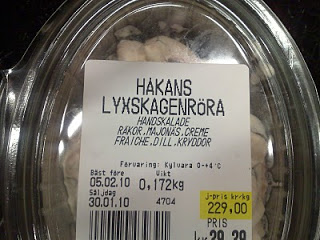 HÅKANS
LYXSKAGENRÖRA
HANDSKALADE
RÄKOR,MAJONÄS,CREME
FRAICHE,DILL,KRYDDOR
Förvaring: Kylvara 0-+4°C
Bäst före Vikt
05.02.10 0,172kg
Säljdag
30.01.10 4704
J-pris kr/kg
229,00
PRIS